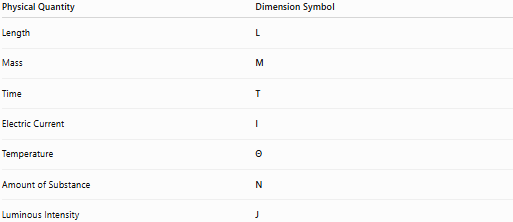 Physical Quantity Dimension Symbol
Length L
Mass M
Time T
Electric Current I
Temperature Θ
Amount of Substance N
Luminous Intensity J